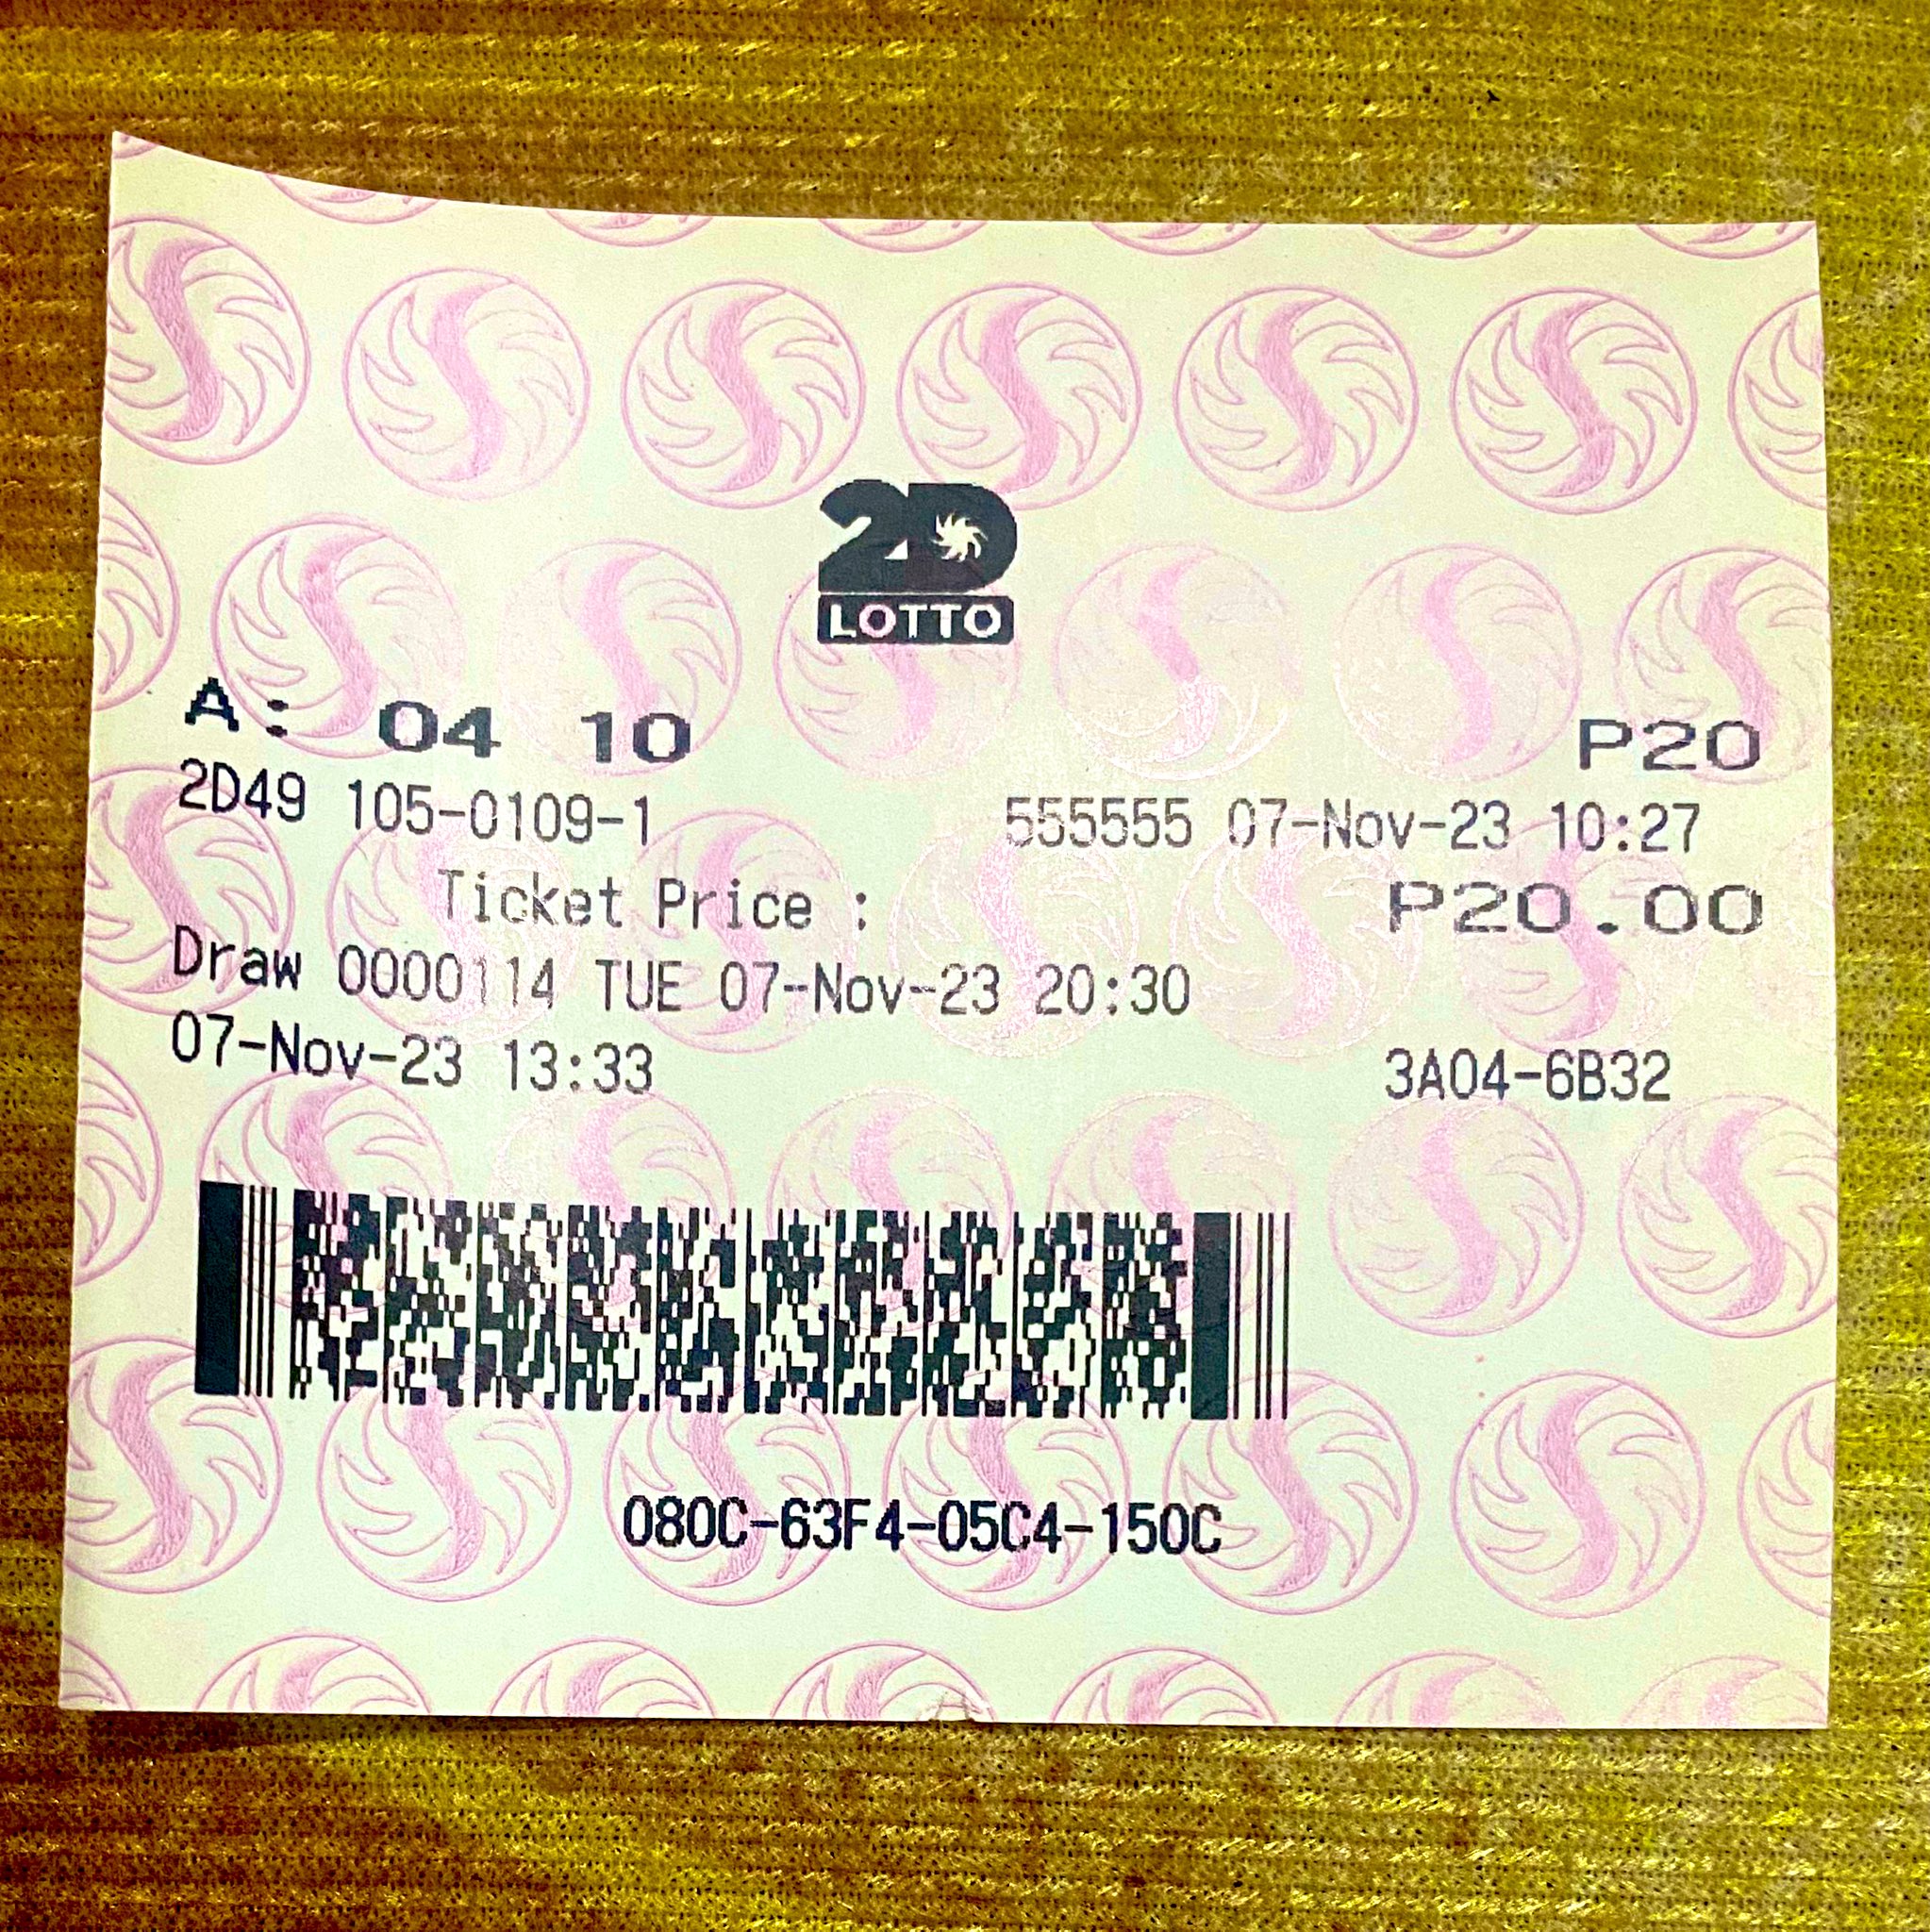 2D
LOTTO
A: 04 10 P20
2D49 105-0109-1 555555 07-Nov-23 10:27
Ticket Price : P20.00
Draw 0000114 TUE 07-Nov-23 20:30
07-Nov-23 13:33 3A04-6B32
080C-63F4-05C4-150C